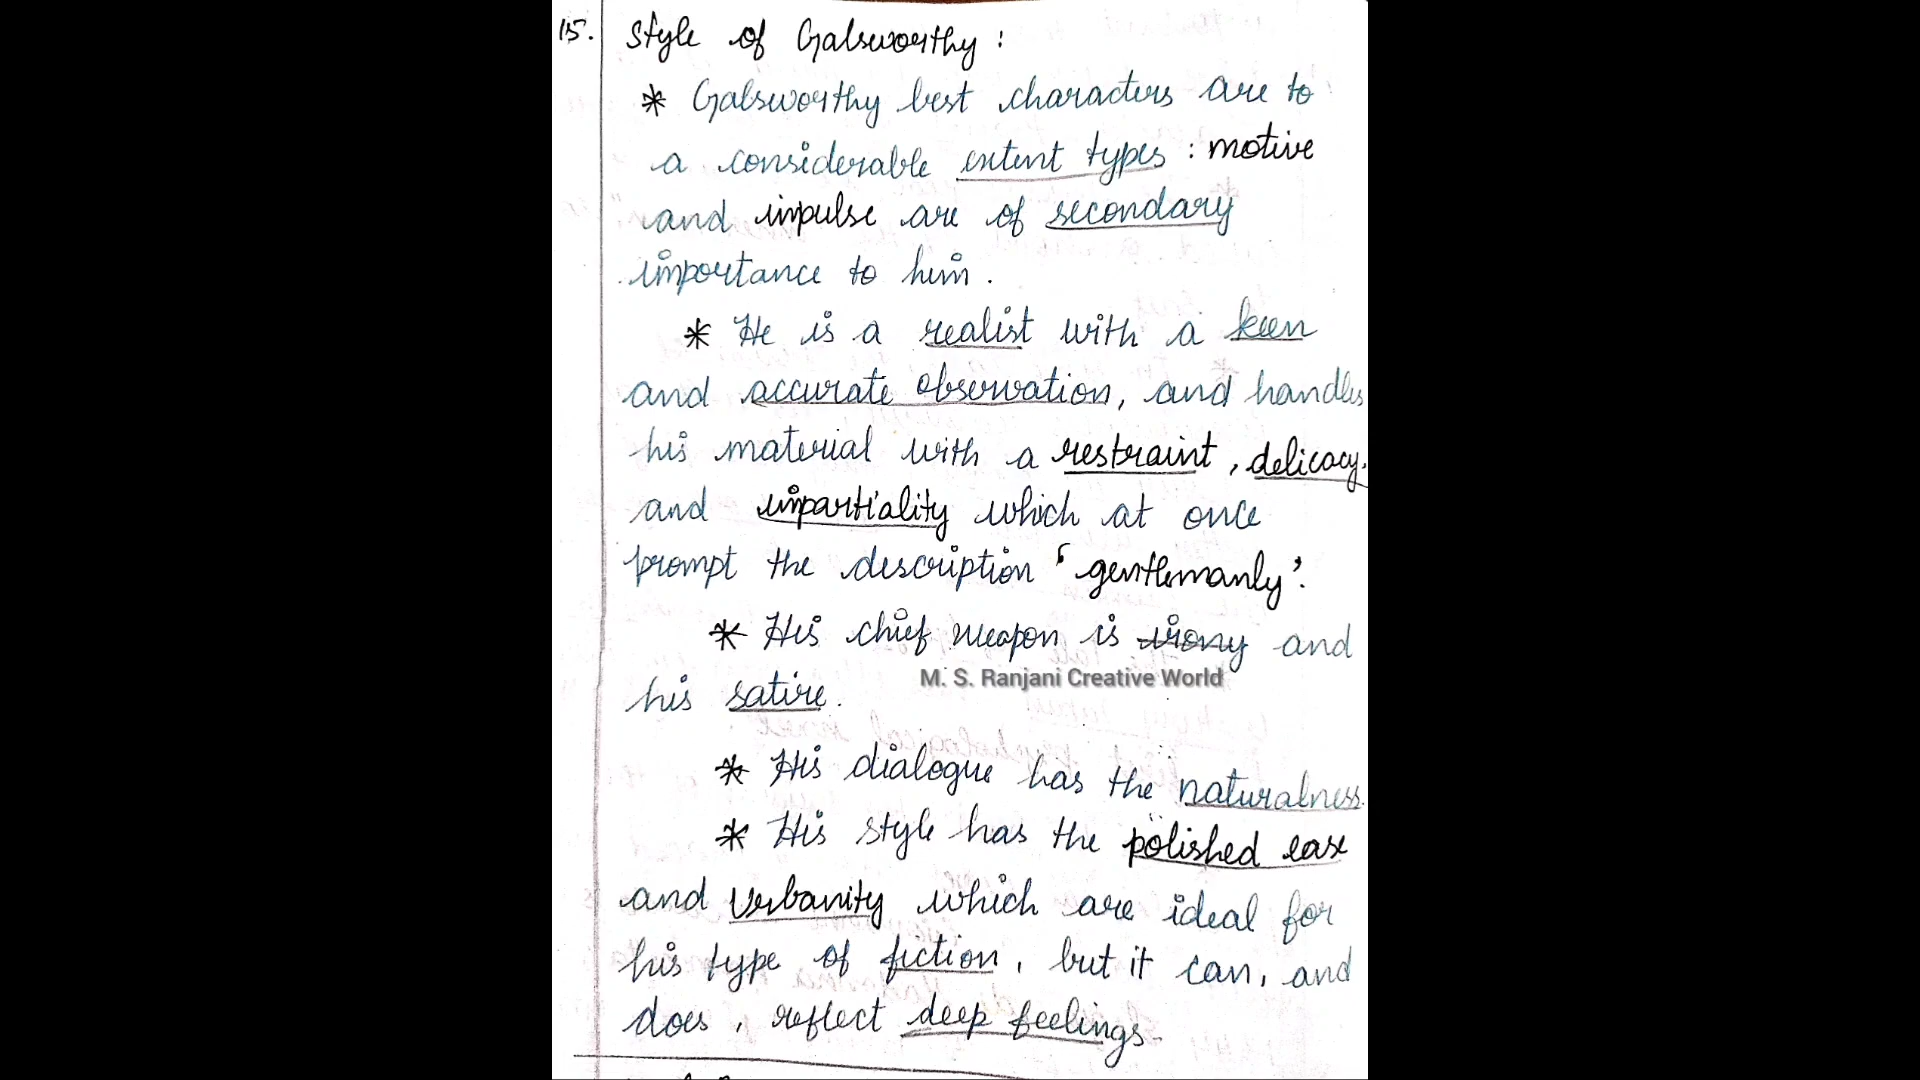 15. Style of Galsworthy :
* Galsworthy best characters are to
a considerable extent types : motive
and impulse are of secondary
importance to him .
* He is a realist with a keen
and accurate observation, and handles
his material with a restraint, delicacy,
and impartiality which at once
prompt the description ‘gentlemanly’.
* His chief weapon is irony and
M. S. Ranjani Creative World
his satire.
* His dialogue has the naturalness.
* His style has the polished ease
and Urbanity which are ideal for
his type of fiction, but it can, and
does, reflect deep feelings.